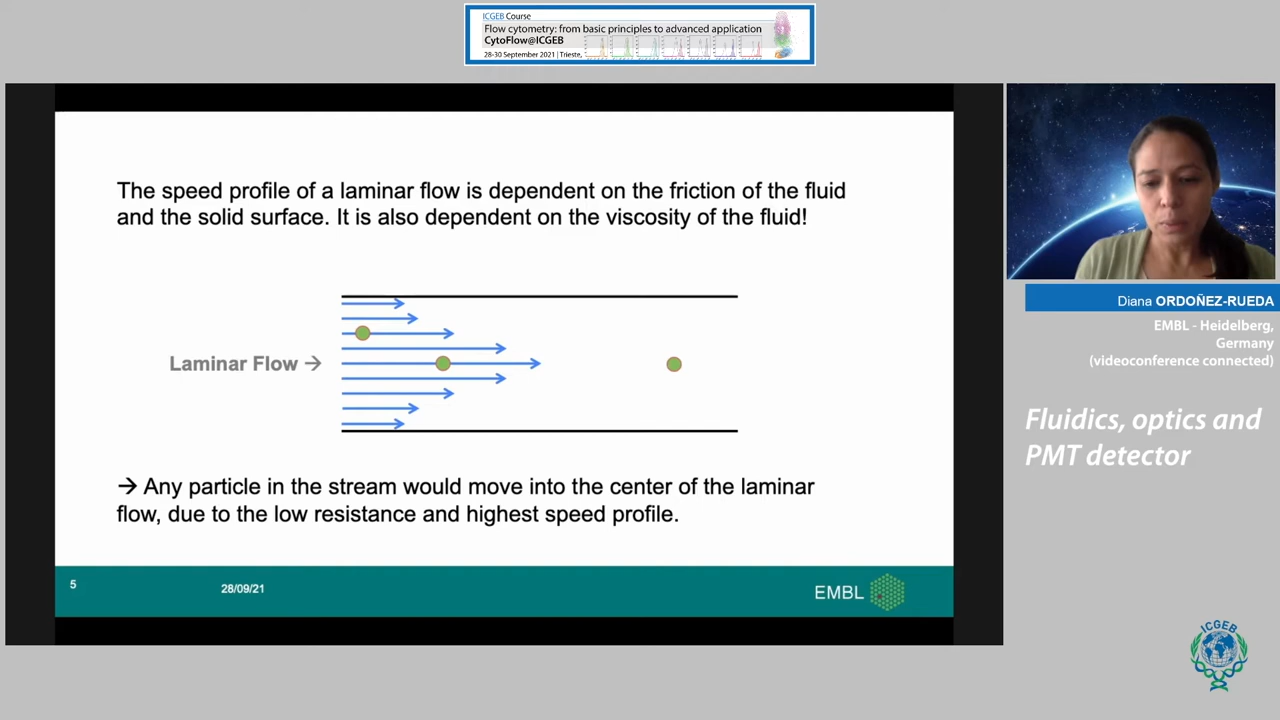 ICGEB Course
Flow cytometry: from basic principles to advanced application
CytoFlow@ICGEB
28-30 September 2021 | Trieste,
The speed profile of a laminar flow is dependent on the friction of the fluid
and the solid surface. It is also dependent on the viscosity of the fluid!
Laminar Flow →
→ Any particle in the stream would move into the center of the laminar
flow, due to the low resistance and highest speed profile.
5
28/09/21
EMBL
Diana ORDOÑEZ-RUEDA
EMBL - Heidelberg,
Germany
(videoconference connected)
Fluidics, optics and
PMT detector
ICGEB